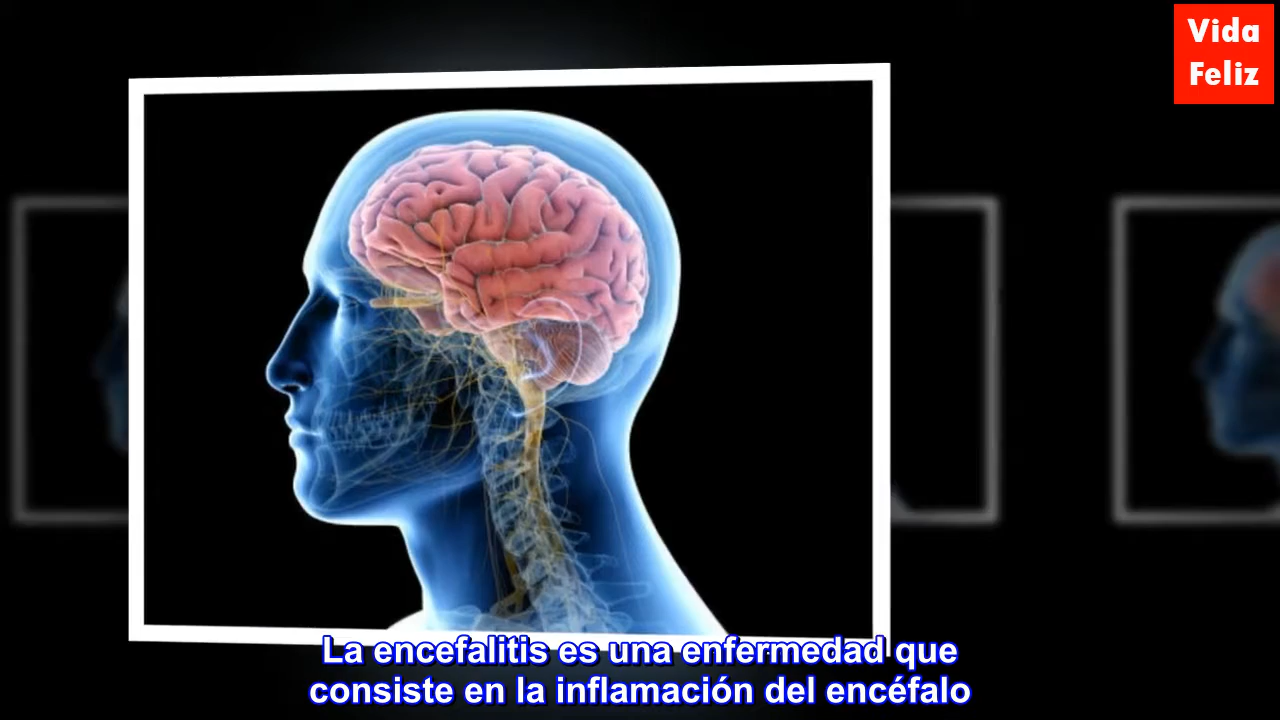 Vida
Feliz
La encefalitis es una enfermedad que
consiste en la inflamación del encéfalo